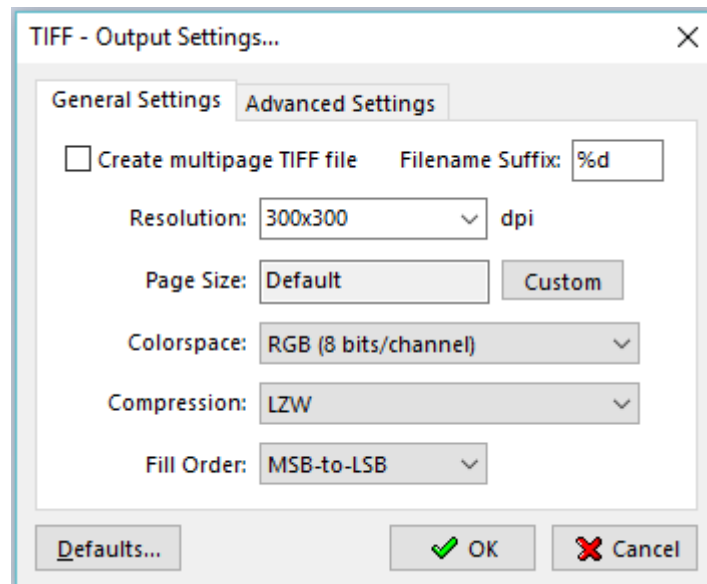 TIFF - Output Settings...
General Settings Advanced Settings
Create multipage TIFF file Filename Suffix: %d
Resolution: 300x300 dpi
Page Size: Default Custom
Colorspace: RGB (8 bits/channel)
Compression: LZW
Fill Order: MSB-to-LSB
Defaults... OK Cancel